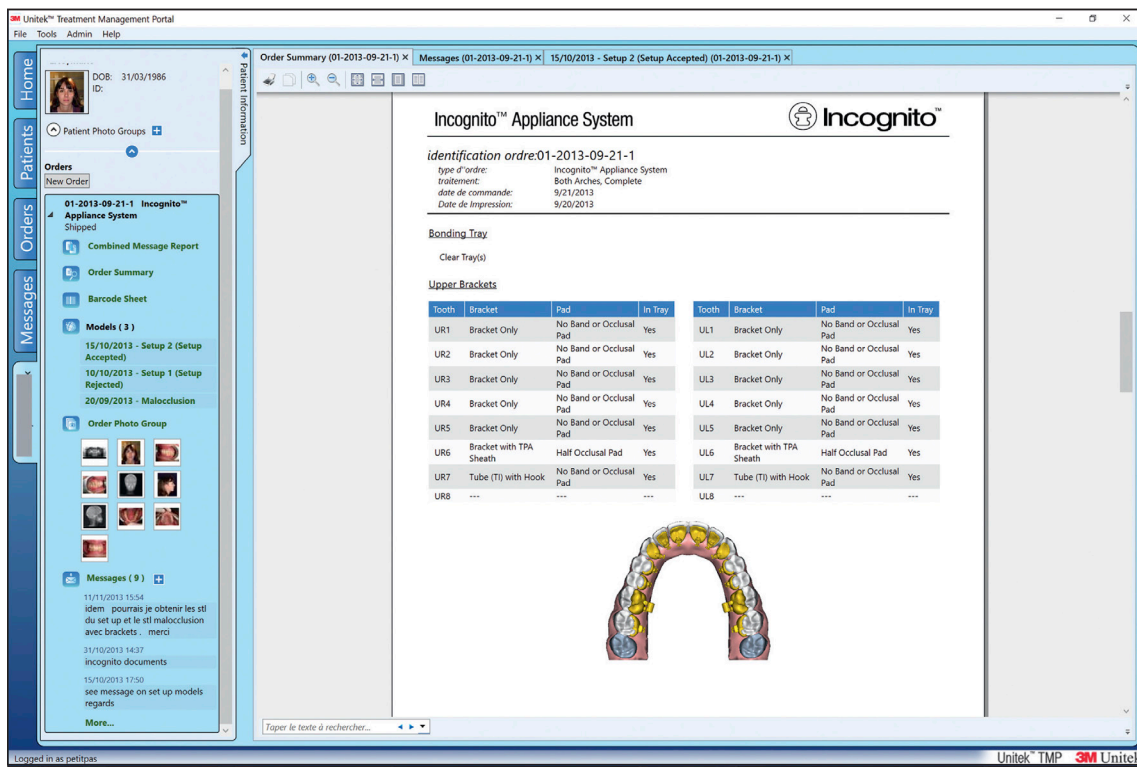 3M Unitek™ Treatment Management Portal
File Tools Admin Help
Home
Patients
Orders
Messages
DOB: 31/03/1986
ID:
Patient Photo Groups
Patient Information
Orders
New Order
01-2013-09-21-1 Incognito™
Appliance System
Shipped
Combined Message Report
Order Summary
Barcode Sheet
Models ( 3 )
15/10/2013 - Setup 2 (Setup
Accepted)
10/10/2013 - Setup 1 (Setup
Rejected)
20/09/2013 - Malocclusion
Order Photo Group
Messages ( 9 )
11/11/2013 15:54
idem pourrais je obtenir les stl
du set up et le stl malocclusion
avec brackets . merci
31/10/2013 14:37
incognito documents
15/10/2013 17:50
see message on set up models
regards
More...
Order Summary (01-2013-09-21-1) × Messages (01-2013-09-21-1) × 15/10/2013 - Setup 2 (Setup Accepted) (01-2013-09-21-1) ×
Incognito™ Appliance System
Incognito™
identification ordre:01-2013-09-21-1
type d''ordre: Incognito™ Appliance System
traitement: Both Arches, Complete
date de commande: 9/21/2013
Date de Impression: 9/20/2013
Bonding Tray
Clear Tray(s)
Upper Brackets
Tooth Bracket Pad In Tray Tooth Bracket Pad In Tray
UR1 Bracket Only No Band or Occlusal Pad Yes UL1 Bracket Only No Band or Occlusal Pad Yes
UR2 Bracket Only No Band or Occlusal Pad Yes UL2 Bracket Only No Band or Occlusal Pad Yes
UR3 Bracket Only No Band or Occlusal Pad Yes UL3 Bracket Only No Band or Occlusal Pad Yes
UR4 Bracket Only No Band or Occlusal Pad Yes UL4 Bracket Only No Band or Occlusal Pad Yes
UR5 Bracket Only No Band or Occlusal Pad Yes UL5 Bracket Only No Band or Occlusal Pad Yes
UR6 Bracket with TPA Sheath Half Occlusal Pad Yes UL6 Bracket with TPA Sheath Half Occlusal Pad Yes
UR7 Tube (TI) with Hook No Band or Occlusal Pad Yes UL7 Tube (TI) with Hook No Band or Occlusal Pad Yes
UR8 --- --- --- UL8 --- --- ---
Taper le texte à rechercher...
Logged in as petitpas
Unitek™ TMP 3M Unitek